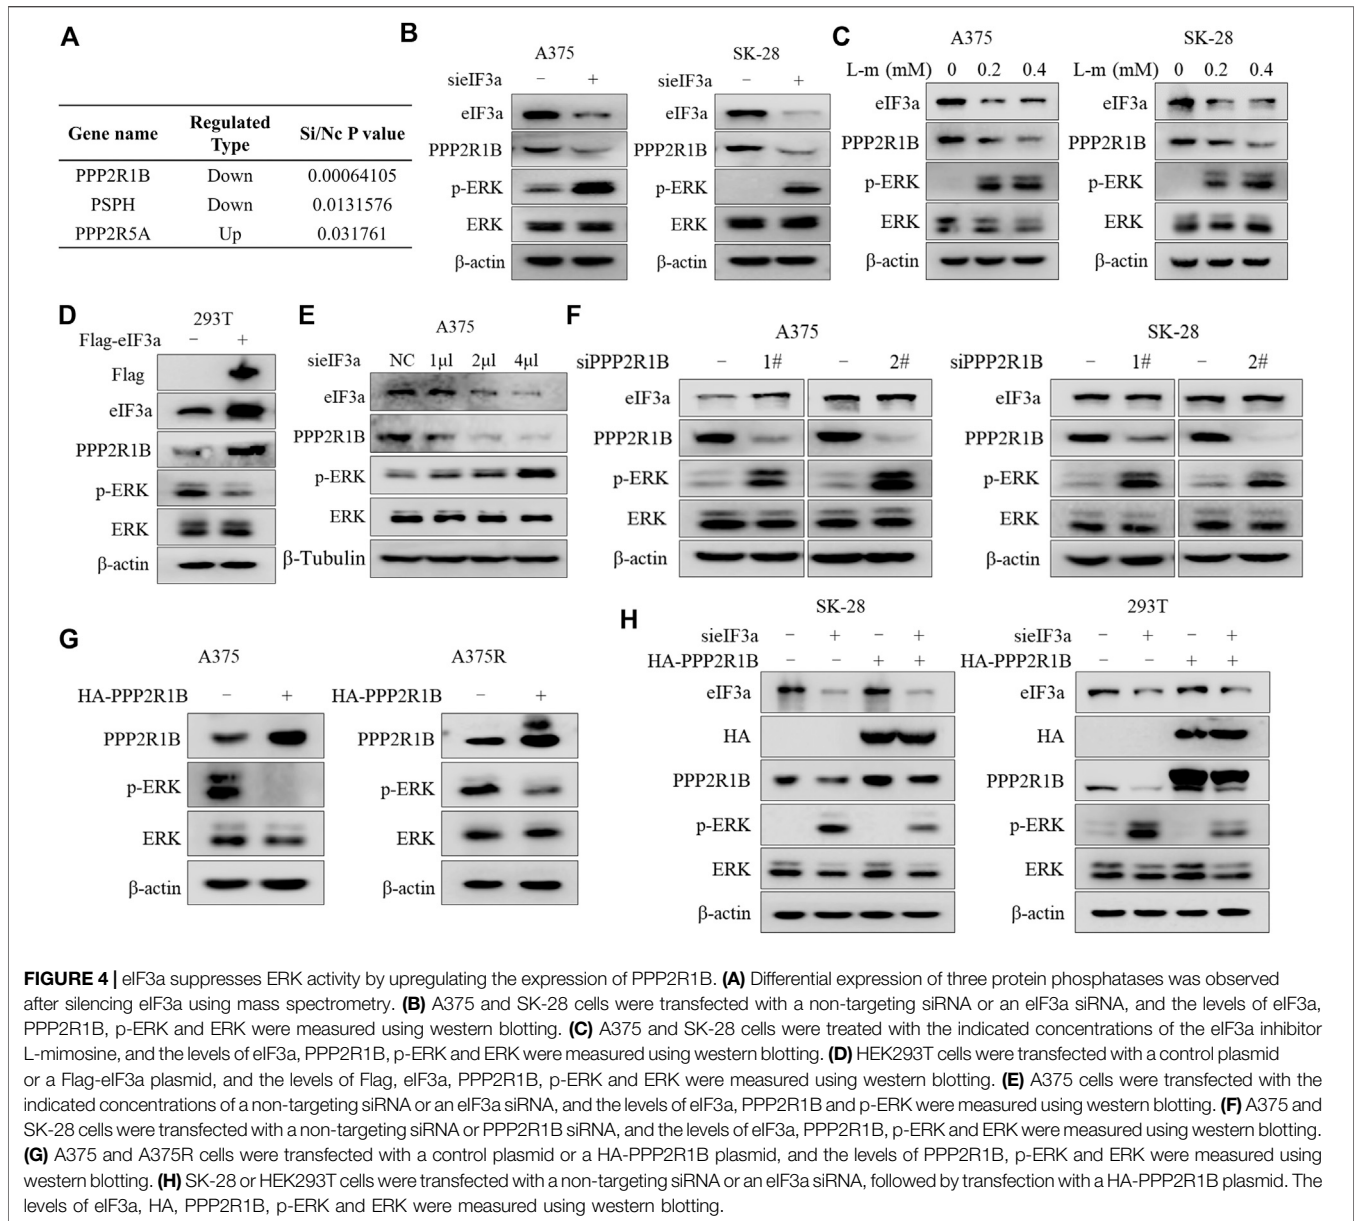 A
Gene name Regulated Type Si/Nc P value
PPP2R1B Down 0.00064105
PSPH Down 0.0131576
PPP2R5A Up 0.031761
B
A375
sieIF3a − +
eIF3a
PPP2R1B
p-ERK
ERK
β-actin
SK-28
sieIF3a − +
eIF3a
PPP2R1B
p-ERK
ERK
β-actin
C
A375
L-m (mM) 0 0.2 0.4
eIF3a
PPP2R1B
p-ERK
ERK
β-actin
SK-28
L-m (mM) 0 0.2 0.4
eIF3a
PPP2R1B
p-ERK
ERK
β-actin
D
293T
Flag-eIF3a − +
Flag
eIF3a
PPP2R1B
p-ERK
ERK
β-actin
E
A375
sieIF3a NC 1μl 2μl 4μl
eIF3a
PPP2R1B
p-ERK
ERK
β-Tubulin
F
A375
siPPP2R1B − 1# − 2#
eIF3a
PPP2R1B
p-ERK
ERK
β-actin
SK-28
siPPP2R1B − 1# − 2#
eIF3a
PPP2R1B
p-ERK
ERK
β-actin
G
A375
HA-PPP2R1B − +
PPP2R1B
p-ERK
ERK
β-actin
A375R
HA-PPP2R1B − +
PPP2R1B
p-ERK
ERK
β-actin
H
SK-28
sieIF3a − + − +
HA-PPP2R1B − − + +
eIF3a
HA
PPP2R1B
p-ERK
ERK
β-actin
293T
sieIF3a − + − +
HA-PPP2R1B − − + +
eIF3a
HA
PPP2R1B
p-ERK
ERK
β-actin
FIGURE 4 | eIF3a suppresses ERK activity by upregulating the expression of PPP2R1B. (A) Differential expression of three protein phosphatases was observed
after silencing eIF3a using mass spectrometry. (B) A375 and SK-28 cells were transfected with a non-targeting siRNA or an eIF3a siRNA, and the levels of eIF3a,
PPP2R1B, p-ERK and ERK were measured using western blotting. (C) A375 and SK-28 cells were treated with the indicated concentrations of the eIF3a inhibitor
L-mimosine, and the levels of eIF3a, PPP2R1B, p-ERK and ERK were measured using western blotting. (D) HEK293T cells were transfected with a control plasmid
or a Flag-eIF3a plasmid, and the levels of Flag, eIF3a, PPP2R1B, p-ERK and ERK were measured using western blotting. (E) A375 cells were transfected with the
indicated concentrations of a non-targeting siRNA or an eIF3a siRNA, and the levels of eIF3a, PPP2R1B and p-ERK were measured using western blotting. (F) A375 and
SK-28 cells were transfected with a non-targeting siRNA or PPP2R1B siRNA, and the levels of eIF3a, PPP2R1B, p-ERK and ERK were measured using western blotting.
(G) A375 and A375R cells were transfected with a control plasmid or a HA-PPP2R1B plasmid, and the levels of PPP2R1B, p-ERK and ERK were measured using
western blotting. (H) SK-28 or HEK293T cells were transfected with a non-targeting siRNA or an eIF3a siRNA, followed by transfection with a HA-PPP2R1B plasmid. The
levels of eIF3a, HA, PPP2R1B, p-ERK and ERK were measured using western blotting.